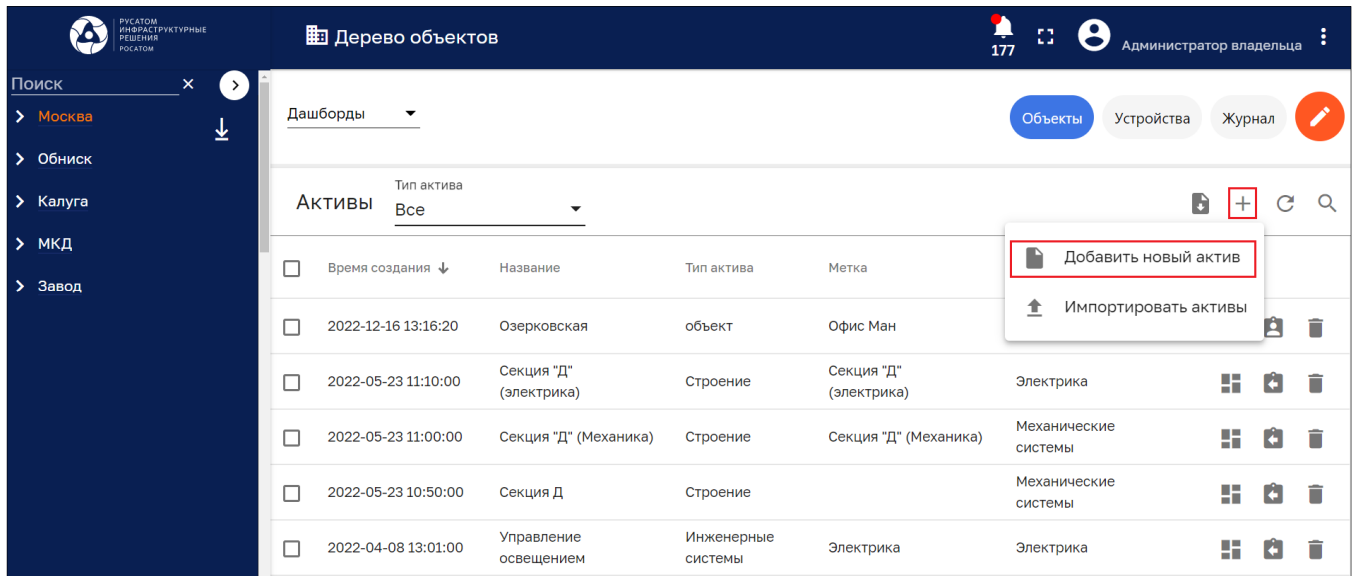 РУСАТОМ
ИНФРАСТРУКТУРНЫЕ
РЕШЕНИЯ
РОСАТОМ
Дерево объектов
177
Администратор владельца
Поиск
Москва
Обниск
Калуга
МКД
Завод
Дашборды
Объекты
Устройства
Журнал
Активы
Тип актива
Все
Добавить новый актив
Импортировать активы
Время создания Название Тип актива Метка
2022-12-16 13:16:20 Озерковская объект Офис Ман
2022-05-23 11:10:00 Секция "Д" (электрика) Строение Секция "Д" (электрика) Электрика
2022-05-23 11:00:00 Секция "Д" (Механика) Строение Секция "Д" (Механика) Механические системы
2022-05-23 10:50:00 Секция Д Строение Механические системы
2022-04-08 13:01:00 Управление освещением Инженерные системы Электрика Электрика